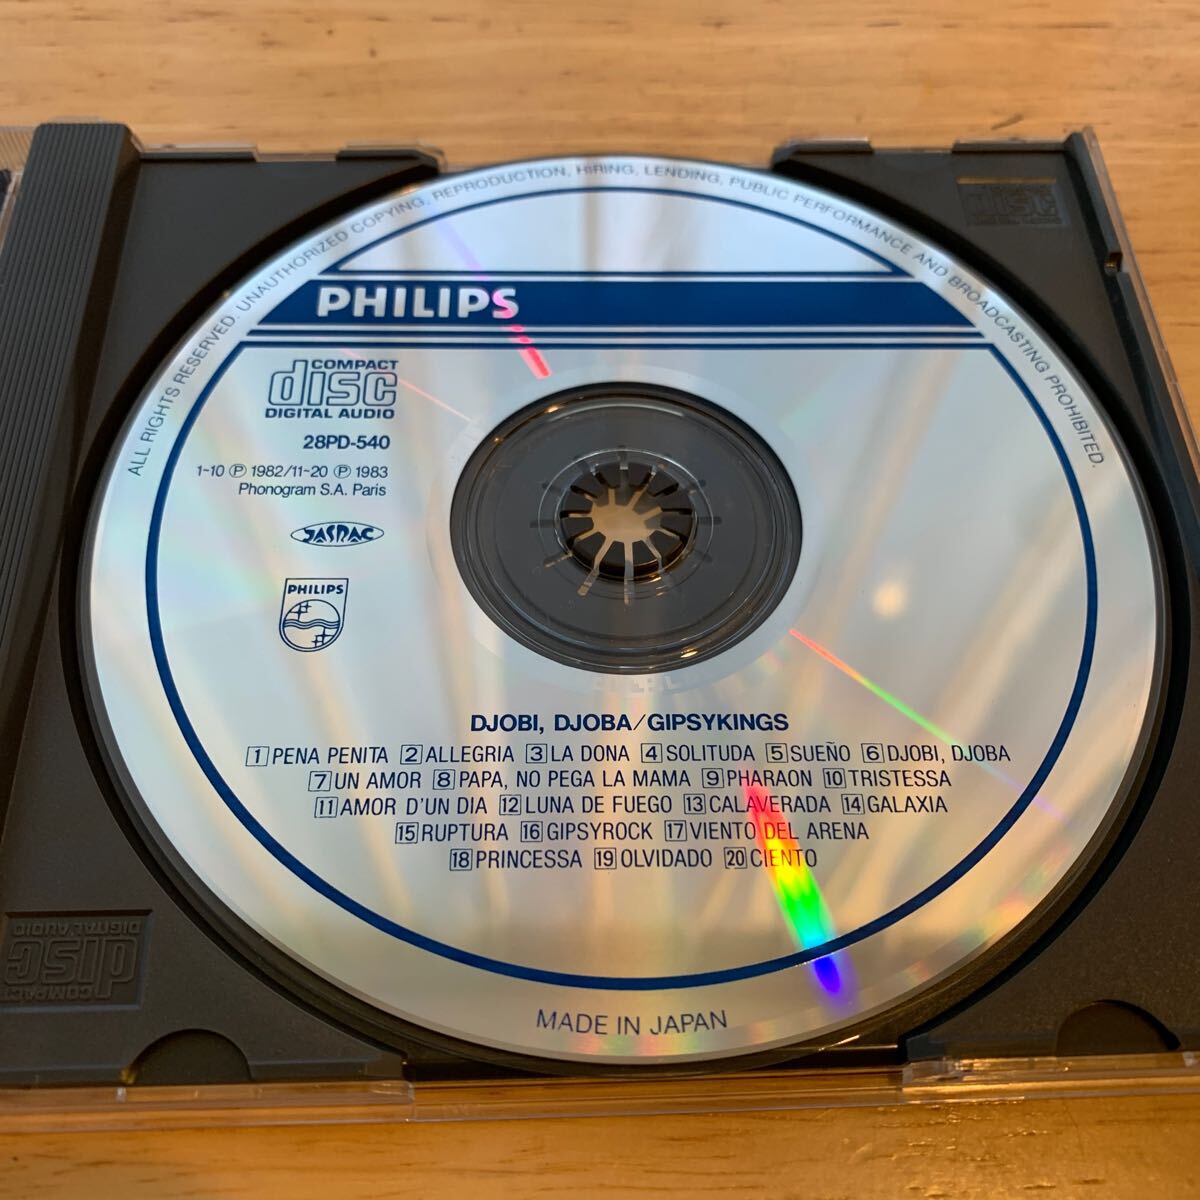 ALL RIGHTS RESERVED. UNAUTHORIZED COPYING, REPRODUCTION, HIRING, LENDING, PUBLIC PERFORMANCE AND BROADCASTING PROHIBITED.
PHILIPS
COMPACT
disc
DIGITAL AUDIO
28PD-540
1~10 Ⓟ 1982/11~20 Ⓟ 1983
Phonogram S.A. Paris
JASRAC
PHILIPS
DJOBI, DJOBA/GIPSYKINGS
1 PENA PENITA 2 ALLEGRIA 3 LA DONA 4 SOLITUDA 5 SUEÑO 6 DJOBI, DJOBA
7 UN AMOR 8 PAPA, NO PEGA LA MAMA 9 PHARAON 10 TRISTESSA
11 AMOR D'UN DIA 12 LUNA DE FUEGO 13 CALAVERADA 14 GALAXIA
15 RUPTURA 16 GIPSYROCK 17 VIENTO DEL ARENA
18 PRINCESSA 19 OLVIDADO 20 CIENTO
MADE IN JAPAN
disc
COMPACT
disc
DIGITAL AUDIO